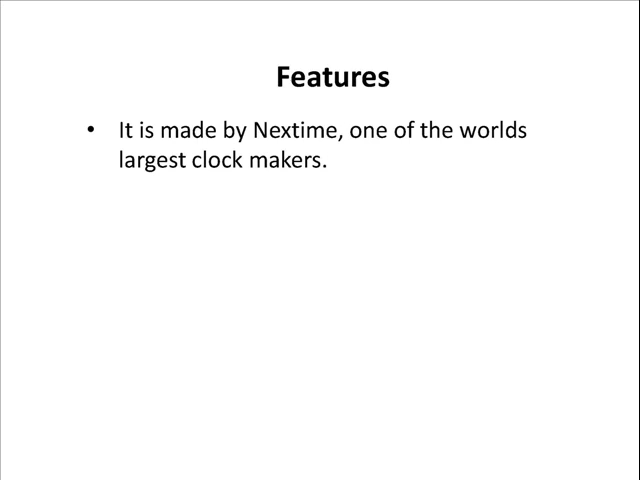 Features
• It is made by Nextime, one of the worlds
largest clock makers.